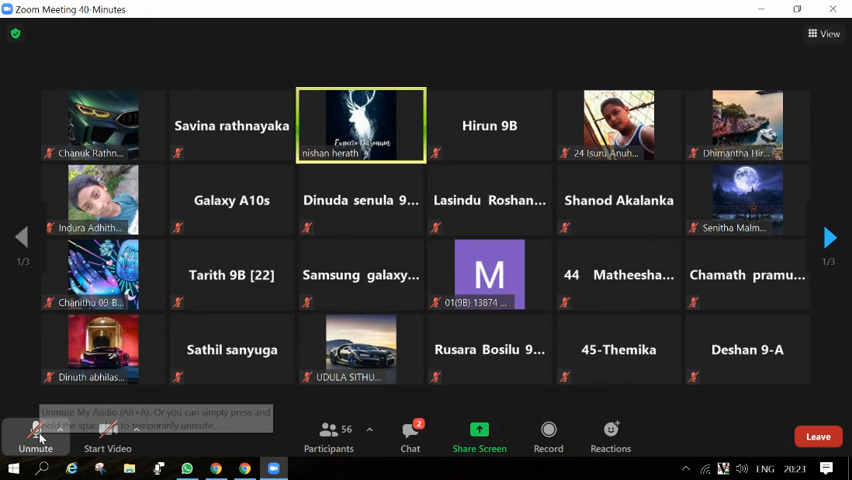 Zoom Meeting 40-Minutes
View
Chanuk Rathn...
Savina rathnayaka
Expecto Patronum
nishan herath
Hirun 9B
24 Isuru Anuh...
Dhimantha Hir...
Indura Adhith...
Galaxy A10s
Dinuda senula 9...
Lasindu Roshan...
Shanod Akalanka
Senitha Malm...
1/3
1/3
Chanithu 09-B...
Tarith 9B [22]
Samsung galaxy...
M
01(9B) 13874 ...
44 Matheesha...
Chamath pramu...
Dinuth abhilas...
Sathil sanyuga
UDULA SITHU...
Rusara Bosilu 9...
45-Themika
Deshan 9-A
Unmute My Audio (Alt+A). Or you can simply press and
hold the space to temporarily unmute.
56
2
Unmute
Start Video
Participants
Chat
Share Screen
Record
Reactions
Leave
ENG
20:23